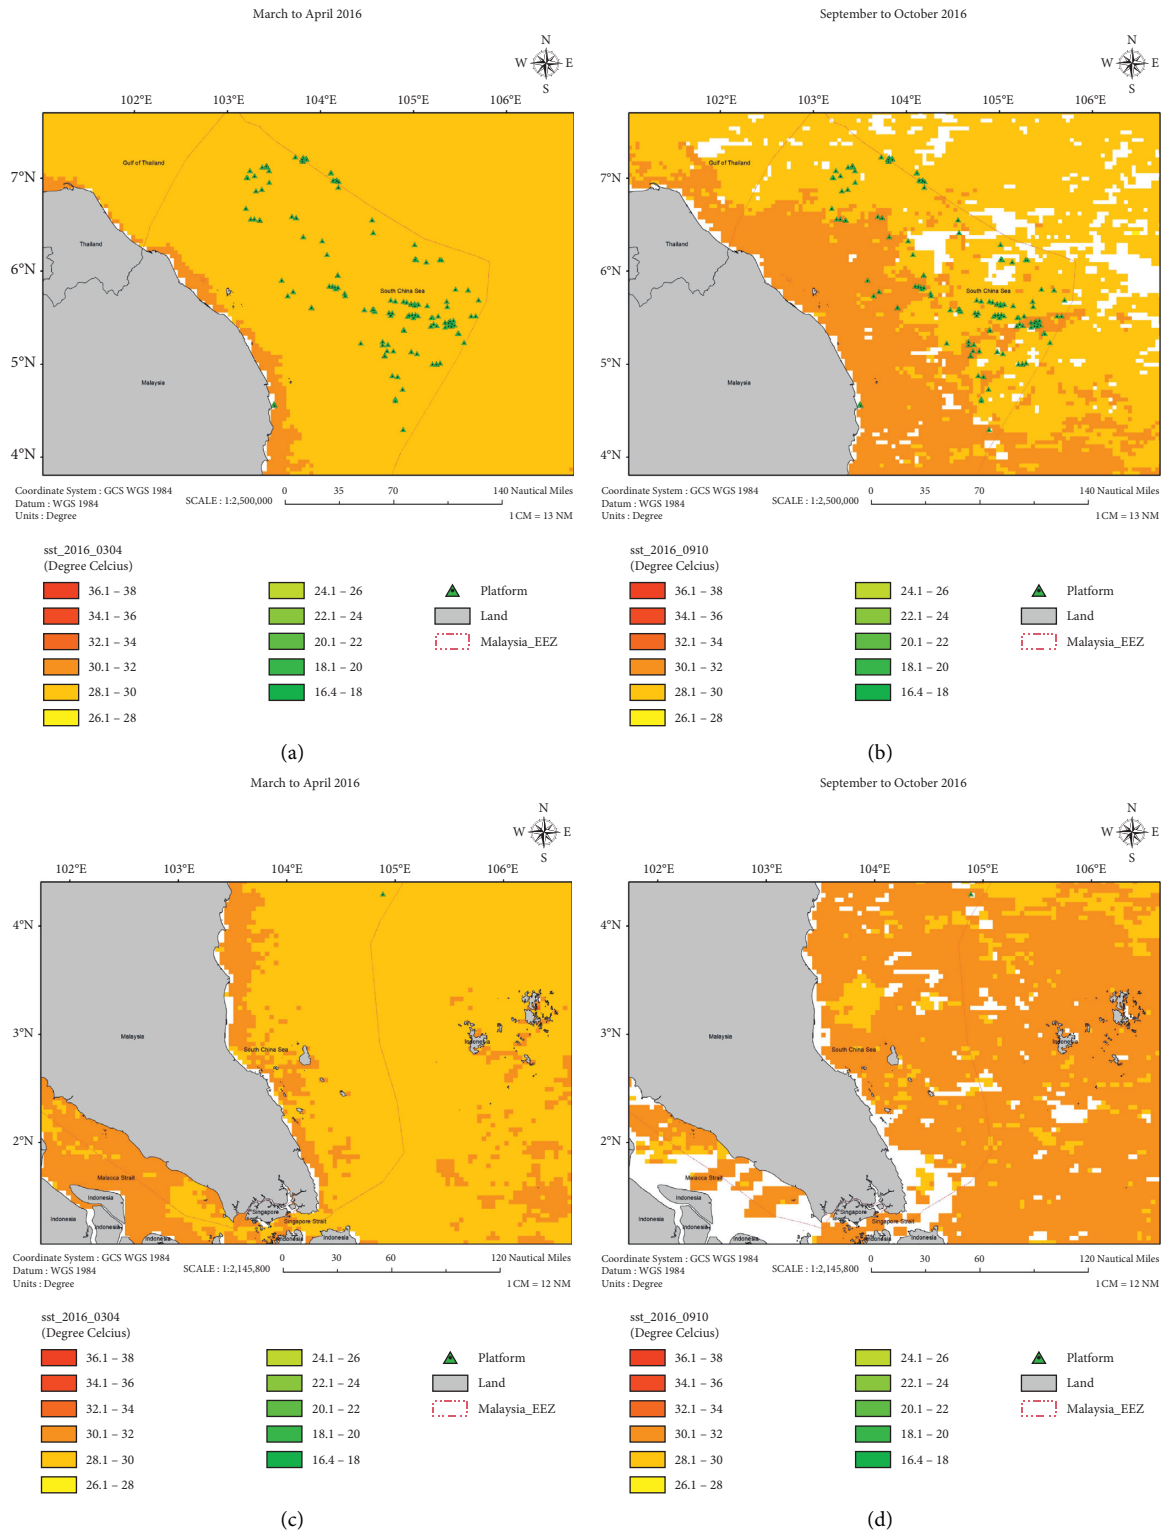 March to April 2016
N
W E
S
102°E 103°E 104°E 105°E 106°E
7°N
6°N
5°N
4°N
Gulf of Thailand
Thailand
South China Sea
Malaysia
Coordinate System : GCS WGS 1984
Datum : WGS 1984
Units : Degree
SCALE : 1:2,500,000
0 35 70 140 Nautical Miles
1 CM = 13 NM
sst_2016_0304
(Degree Celcius)
36.1 – 38
34.1 – 36
32.1 – 34
30.1 – 32
28.1 – 30
26.1 – 28
24.1 – 26
22.1 – 24
20.1 – 22
18.1 – 20
16.4 – 18
Platform
Land
Malaysia_EEZ
(a)
September to October 2016
N
W E
S
102°E 103°E 104°E 105°E 106°E
7°N
6°N
5°N
4°N
Gulf of Thailand
Thailand
South China Sea
Malaysia
Coordinate System : GCS WGS 1984
Datum : WGS 1984
Units : Degree
SCALE : 1:2,500,000
0 35 70 140 Nautical Miles
1 CM = 13 NM
sst_2016_0910
(Degree Celcius)
36.1 – 38
34.1 – 36
32.1 – 34
30.1 – 32
28.1 – 30
26.1 – 28
24.1 – 26
22.1 – 24
20.1 – 22
18.1 – 20
16.4 – 18
Platform
Land
Malaysia_EEZ
(b)
March to April 2016
N
W E
S
102°E 103°E 104°E 105°E 106°E
4°N
3°N
2°N
Malaysia
South China Sea
Indonesia
Malacca Strait
Indonesia
Indonesia
Indonesia
Singapore
Singapore Strait
Indonesia
Indonesia
Indonesia
Indonesia
Coordinate System : GCS WGS 1984
Datum : WGS 1984
Units : Degree
SCALE : 1:2,145,800
0 30 60 120 Nautical Miles
1 CM = 12 NM
sst_2016_0304
(Degree Celcius)
36.1 – 38
34.1 – 36
32.1 – 34
30.1 – 32
28.1 – 30
26.1 – 28
24.1 – 26
22.1 – 24
20.1 – 22
18.1 – 20
16.4 – 18
Platform
Land
Malaysia_EEZ
(c)
September to October 2016
N
W E
S
102°E 103°E 104°E 105°E 106°E
4°N
3°N
2°N
Malaysia
South China Sea
Indonesia
Malacca Strait
Indonesia
Indonesia
Indonesia
Singapore
Singapore Strait
Indonesia
Indonesia
Indonesia
Indonesia
Coordinate System : GCS WGS 1984
Datum : WGS 1984
Units : Degree
SCALE : 1:2,145,800
0 30 60 120 Nautical Miles
1 CM = 12 NM
sst_2016_0910
(Degree Celcius)
36.1 – 38
34.1 – 36
32.1 – 34
30.1 – 32
28.1 – 30
26.1 – 28
24.1 – 26
22.1 – 24
20.1 – 22
18.1 – 20
16.4 – 18
Platform
Land
Malaysia_EEZ
(d)